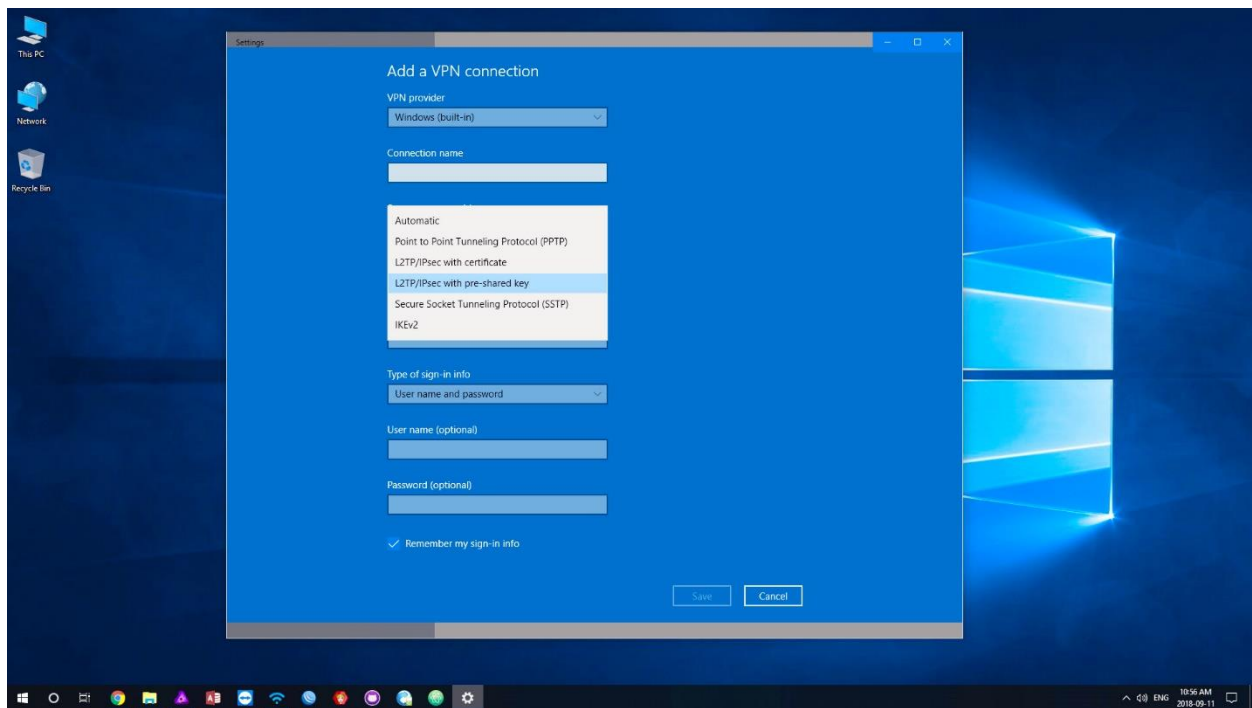 This PC
Network
Recycle Bin
Settings
Add a VPN connection
VPN provider
Windows (built-in)
Connection name
Automatic
Point to Point Tunneling Protocol (PPTP)
L2TP/IPsec with certificate
L2TP/IPsec with pre-shared key
Secure Socket Tunneling Protocol (SSTP)
IKEv2
Type of sign-in info
User name and password
User name (optional)
Password (optional)
Remember my sign-in info
Save Cancel
ENG
10:56 AM
2018-09-11